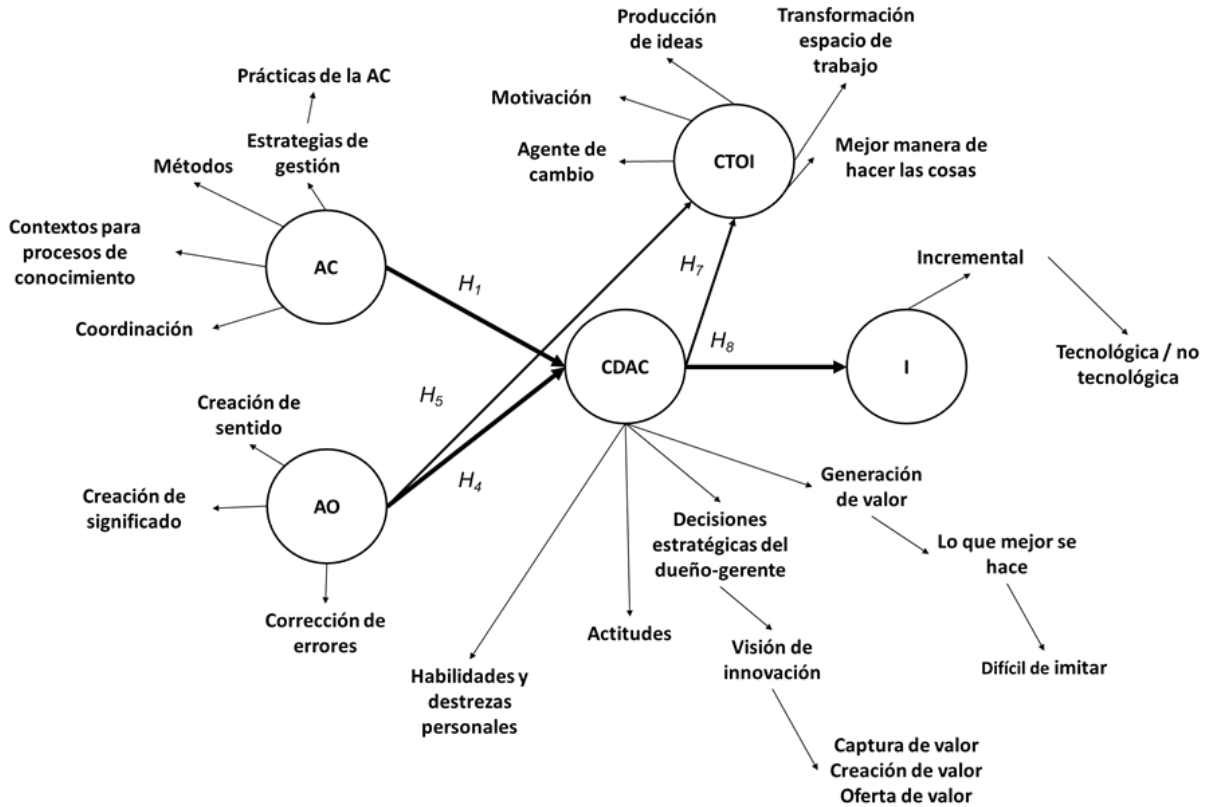 Producción
de ideas
Transformación
espacio de
trabajo
Prácticas de la AC
Motivación
Estrategias de
gestión
Métodos
Agente de
cambio
CTOI
Mejor manera de
hacer las cosas
Contextos para
procesos de
conocimiento
AC
Coordinación
H1
H7
Incremental
CDAC
H8
I
Tecnológica / no
tecnológica
H5
Creación de
sentido
H4
Creación de
significado
AO
Corrección de
errores
Generación
de valor
Decisiones
estratégicas del
dueño-gerente
Lo que mejor se
hace
Actitudes
Visión de
innovación
Difícil de imitar
Habilidades y
destrezas
personales
Captura de valor
Creación de valor
Oferta de valor